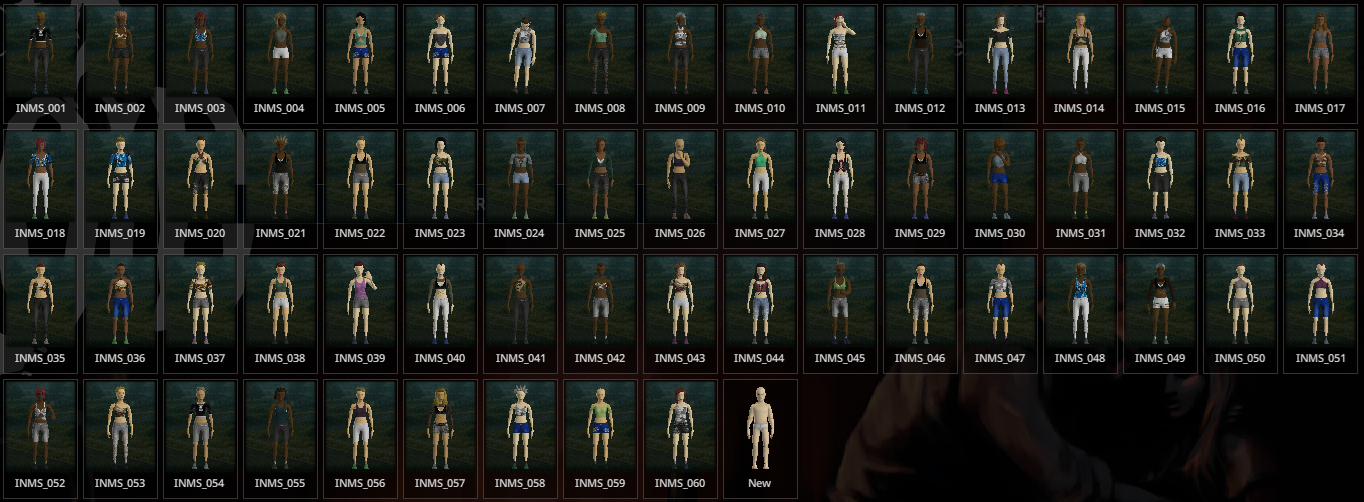 INMS_001 INMS_002 INMS_003 INMS_004 INMS_005 INMS_006 INMS_007 INMS_008 INMS_009 INMS_010 INMS_011 INMS_012 INMS_013 INMS_014 INMS_015 INMS_016 INMS_017
INMS_018 INMS_019 INMS_020 INMS_021 INMS_022 INMS_023 INMS_024 INMS_025 INMS_026 INMS_027 INMS_028 INMS_029 INMS_030 INMS_031 INMS_032 INMS_033 INMS_034
INMS_035 INMS_036 INMS_037 INMS_038 INMS_039 INMS_040 INMS_041 INMS_042 INMS_043 INMS_044 INMS_045 INMS_046 INMS_047 INMS_048 INMS_049 INMS_050 INMS_051
INMS_052 INMS_053 INMS_054 INMS_055 INMS_056 INMS_057 INMS_058 INMS_059 INMS_060 New